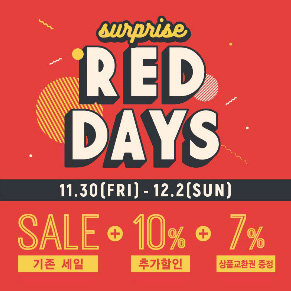 surprise
RED
DAYS
11.30(FRI) - 12.2(SUN)
SALE + 10% + 7%
기존 세일 추가할인 상품교환권 증정